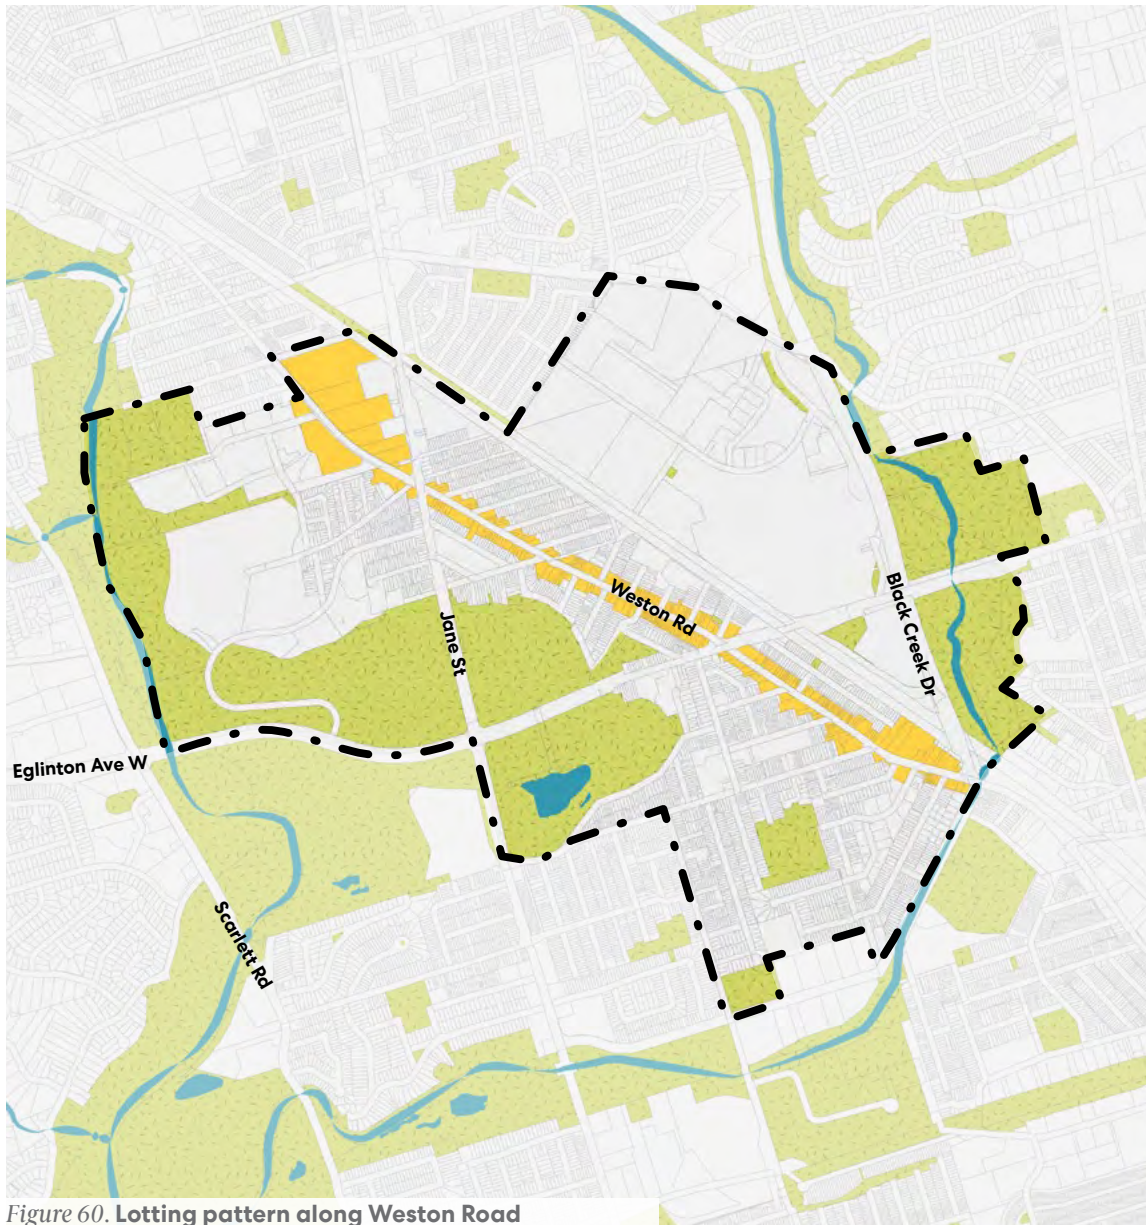 Weston Rd
Black Creek Dr
Jane St
Eglinton Ave W
Scarlett Rd
Figure 60. Lotting pattern along Weston Road